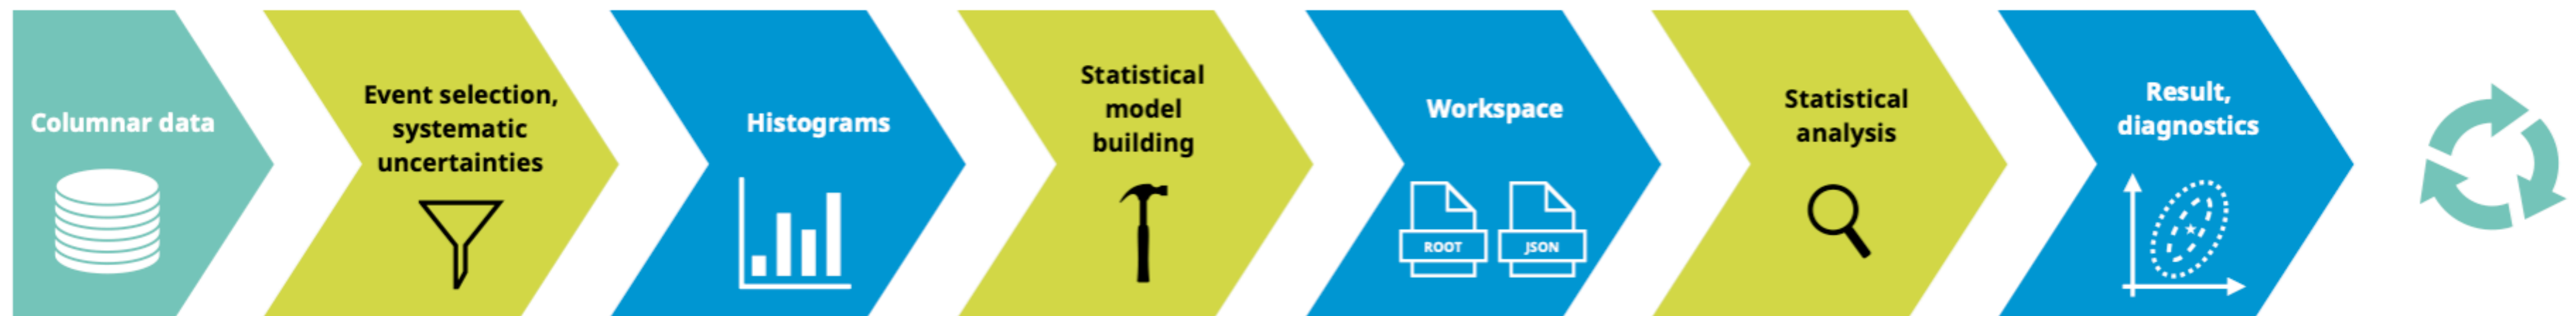 Columnar data
Event selection,
systematic
uncertainties
Histograms
Statistical
model
building
Workspace
ROOT
JSON
Statistical
analysis
Result,
diagnostics